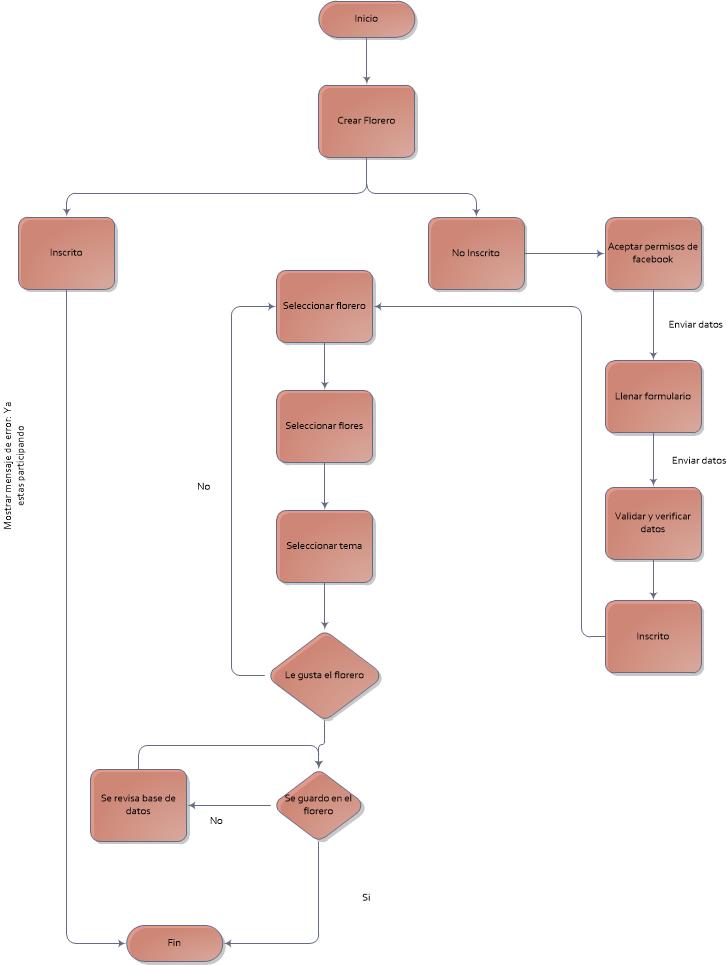 Inicio
Crear Florero
Inscrito
No Inscrito
Aceptar permisos de
facebook
Seleccionar florero
Enviar datos
Llenar formulario
Mostrar mensaje de error: Ya
estas participando
Seleccionar flores
Enviar datos
No
Validar y verificar
datos
Seleccionar tema
Inscrito
Le gusta el florero
Se revisa base de
datos
Se guardo en el
florero
No
Si
Fin